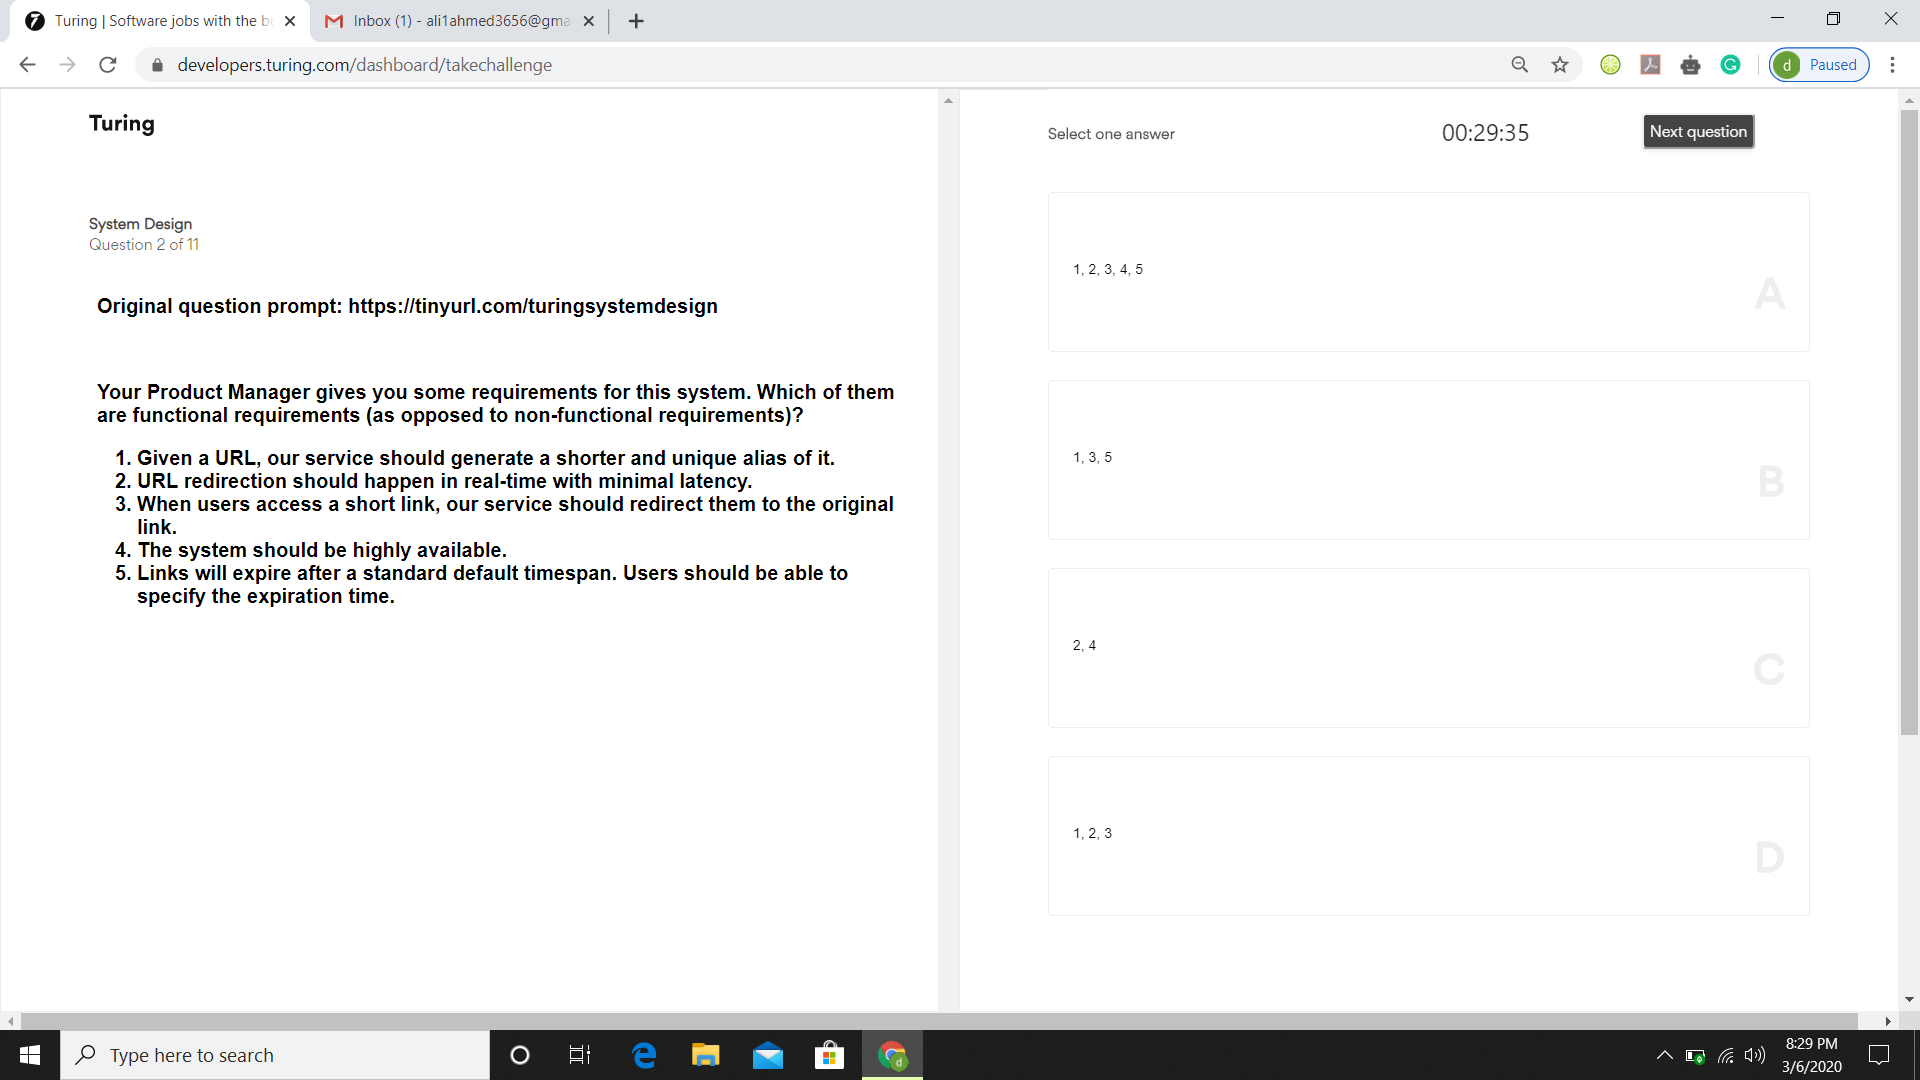 Turing | Software jobs with the b
Inbox (1) - ali1ahmed3656@gma
developers.turing.com/dashboard/takechallenge
d Paused
Turing
Select one answer
00:29:35
Next question
System Design
Question 2 of 11
Original question prompt: https://tinyurl.com/turingsystemdesign
Your Product Manager gives you some requirements for this system. Which of them
are functional requirements (as opposed to non-functional requirements)?
1. Given a URL, our service should generate a shorter and unique alias of it.
2. URL redirection should happen in real-time with minimal latency.
3. When users access a short link, our service should redirect them to the original
link.
4. The system should be highly available.
5. Links will expire after a standard default timespan. Users should be able to
specify the expiration time.
1, 2, 3, 4, 5
A
1, 3, 5
B
2, 4
C
1, 2, 3
D
Type here to search
8:29 PM
3/6/2020